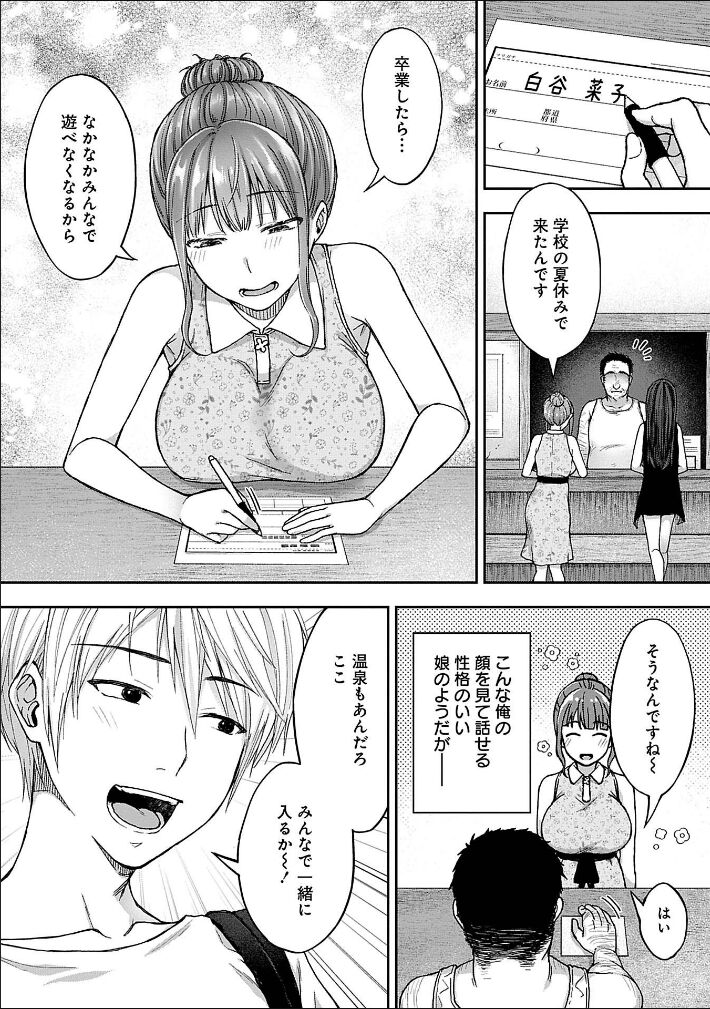 フリガナ
お名前
白谷 菜子
都道
府県
学校の夏休みで
来たんです
卒業したら…
なかなかみんなで
遊べなくなるから
そうなんですね～
こんな俺の
顔を見て話せる
性格のいい
娘のようだが――
はい
温泉もあんだろ
ここ
みんなで一緒に
入るか～！